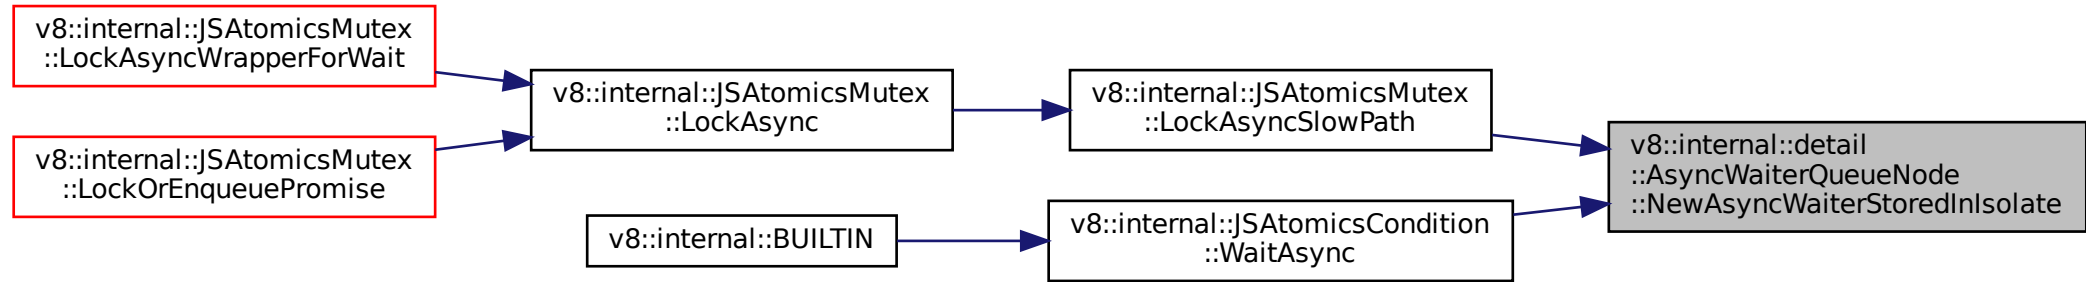 v8::internal::JSAtomicsMutex
::LockAsyncWrapperForWait
v8::internal::JSAtomicsMutex
::LockOrEnqueuePromise
v8::internal::JSAtomicsMutex
::LockAsync
v8::internal::BUILTIN
v8::internal::JSAtomicsMutex
::LockAsyncSlowPath
v8::internal::JSAtomicsCondition
::WaitAsync
v8::internal::detail
::AsyncWaiterQueueNode
::NewAsyncWaiterStoredInIsolate